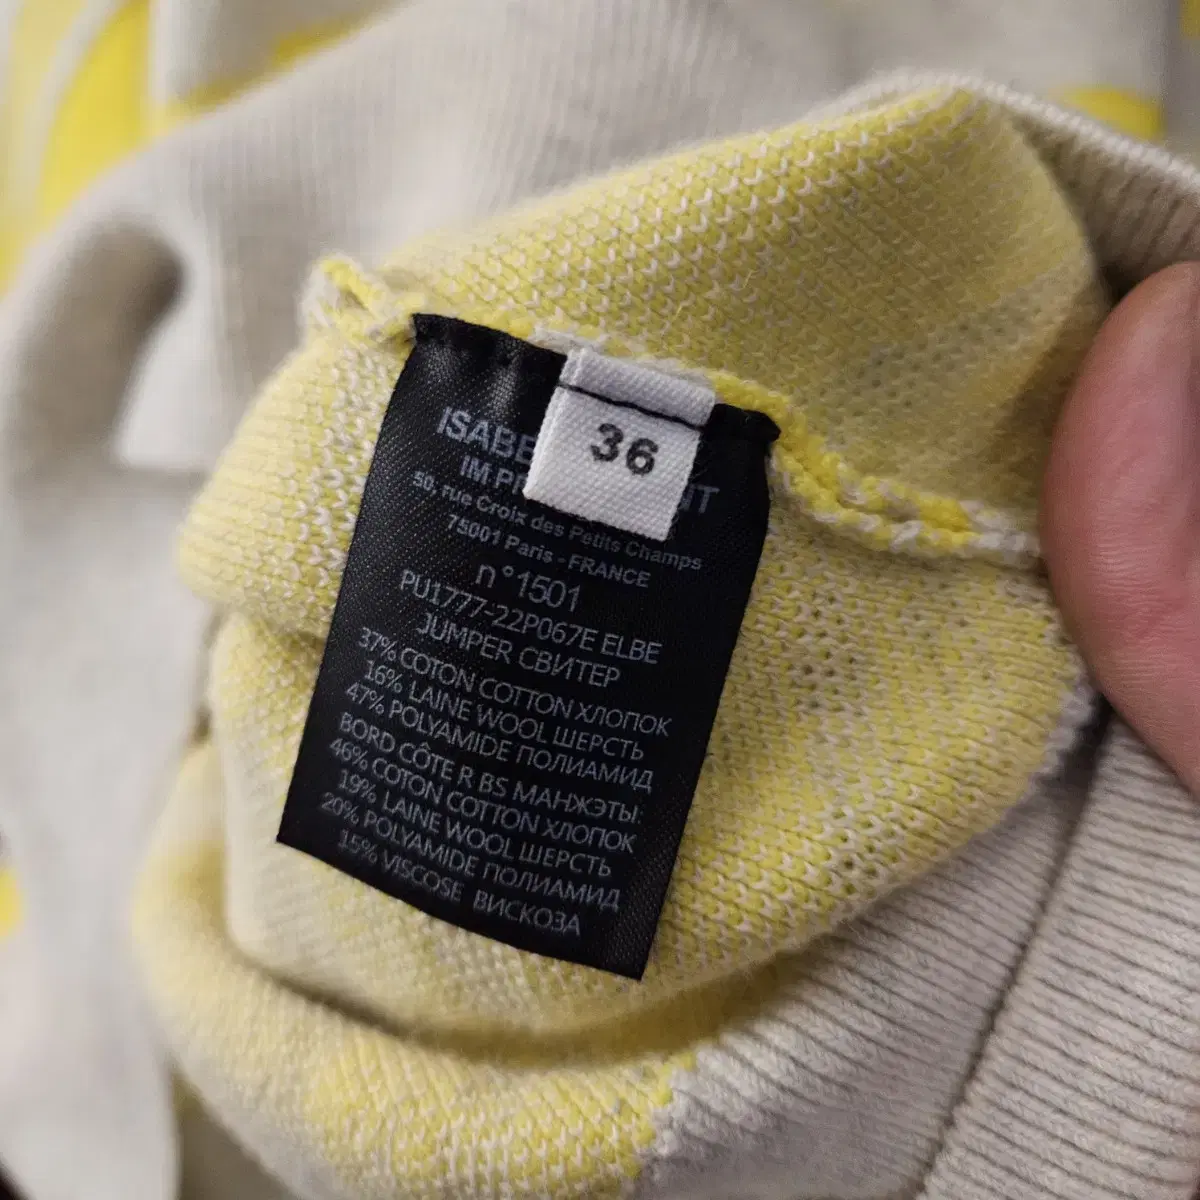 36
ISABE NT
IM PR
50, rue Croix des Petits Champs
75001 Paris - FRANCE
n°1501
PU1777-22P067E ELBE
JUMPER СВИТЕР
37% COTON COTTON ХЛОПОК
16% LAINE WOOL ШЕРСТЬ
47% POLYAMIDE ПОЛИАМИД
BORD CÔTE R BS МАНЖЭТЫ:
46% COTON COTTON ХЛОПОК
19% LAINE WOOL ШЕРСТЬ
20% POLYAMIDE ПОЛИАМИД
15% VISCOSE ВИСКОЗА